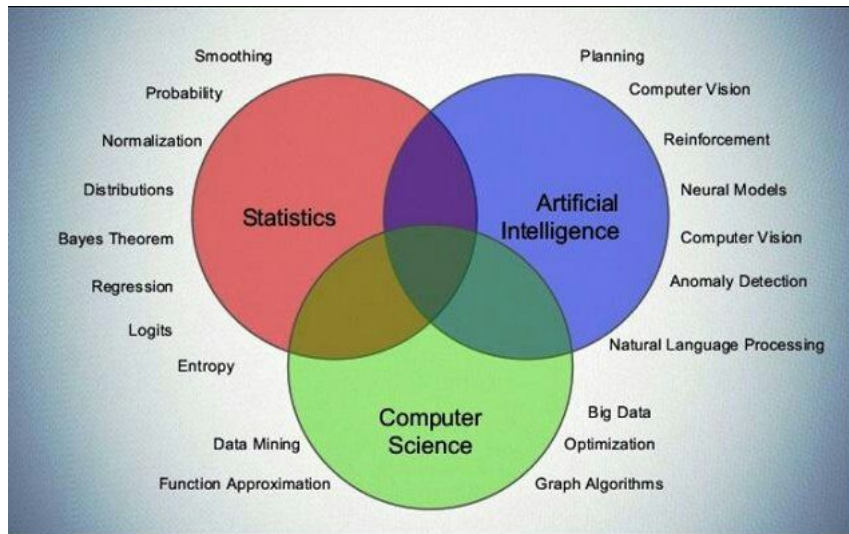 Smoothing
Probability
Normalization
Distributions
Bayes Theorem
Regression
Logits
Entropy
Statistics
Planning
Computer Vision
Reinforcement
Neural Models
Computer Vision
Anomaly Detection
Natural Language Processing
Artificial
Intelligence
Computer
Science
Data Mining
Function Approximation
Big Data
Optimization
Graph Algorithms